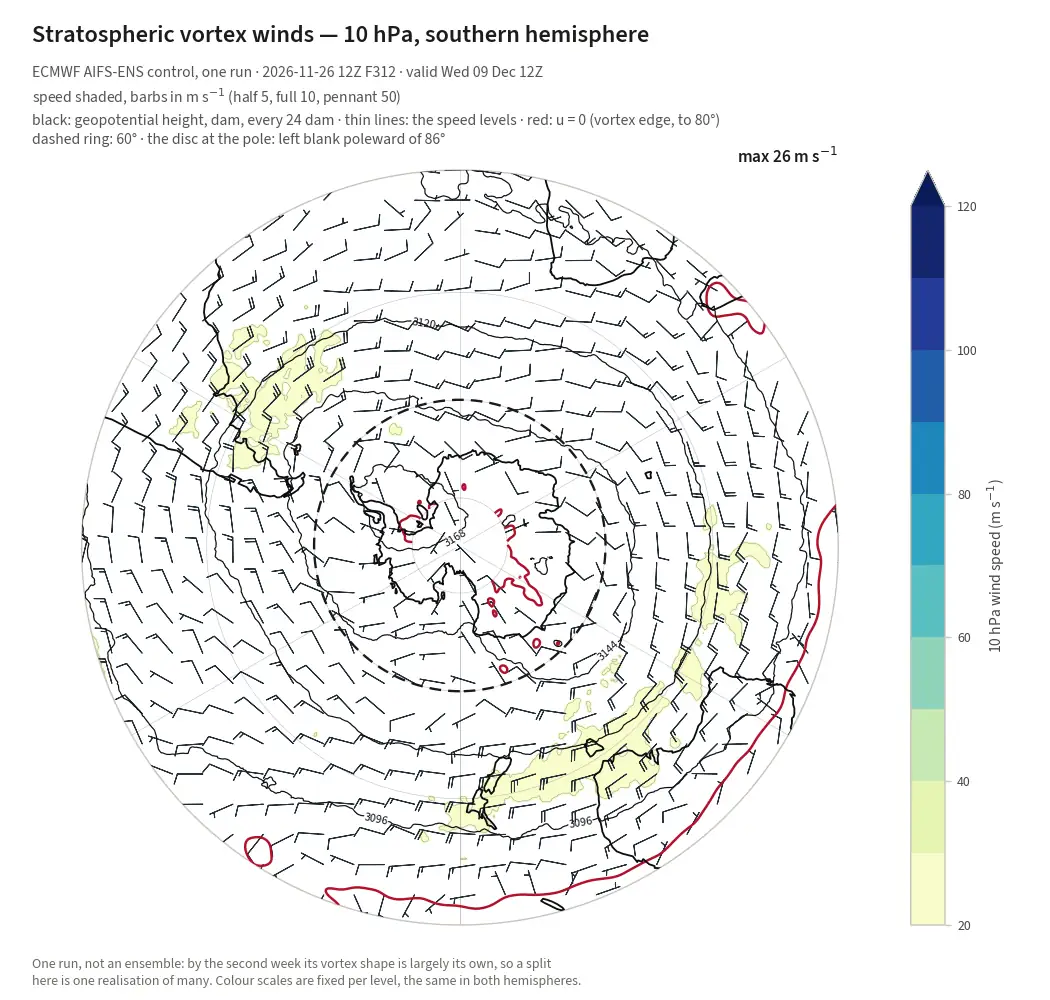 Stratospheric vortex winds — 10 hPa, southern hemisphere
ECMWF AIFS-ENS control, one run · 2026-11-26 12Z F312 · valid Wed 09 Dec 12Z
speed shaded, barbs in m s⁻¹ (half 5, full 10, pennant 50)
black: geopotential height, dam, every 24 dam · thin lines: the speed levels · red: u = 0 (vortex edge, to 80°)
dashed ring: 60° · the disc at the pole: left blank poleward of 86°
max 26 m s⁻¹
120
100
80
60
40
20
10 hPa wind speed (m s⁻¹)
3120
3168
3144
3096
3096
One run, not an ensemble: by the second week its vortex shape is largely its own, so a split
here is one realisation of many. Colour scales are fixed per level, the same in both hemispheres.